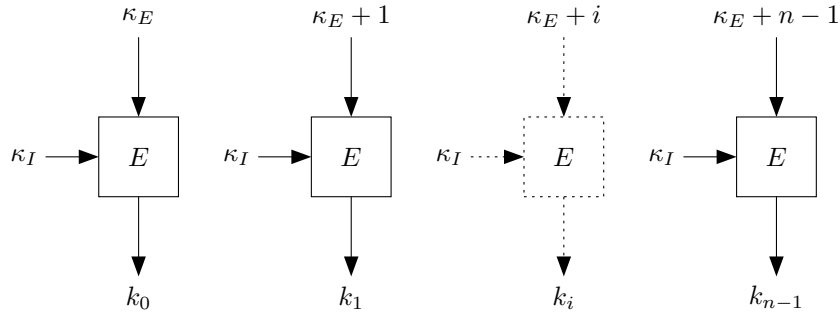 κ_E κ_E + 1 κ_E + i κ_E + n − 1
κ_I E κ_I E κ_I E κ_I E
k_0 k_1 k_i k_{n−1}